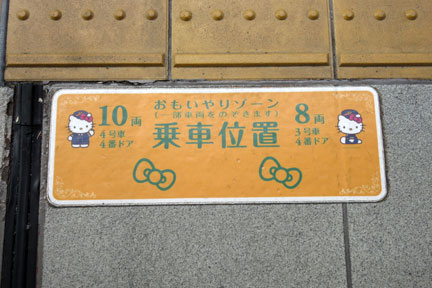 おもいやりゾーン
(一部車両をのぞきます)
乗車位置
10両
4号車
4番ドア
8両
3号車
4番ドア